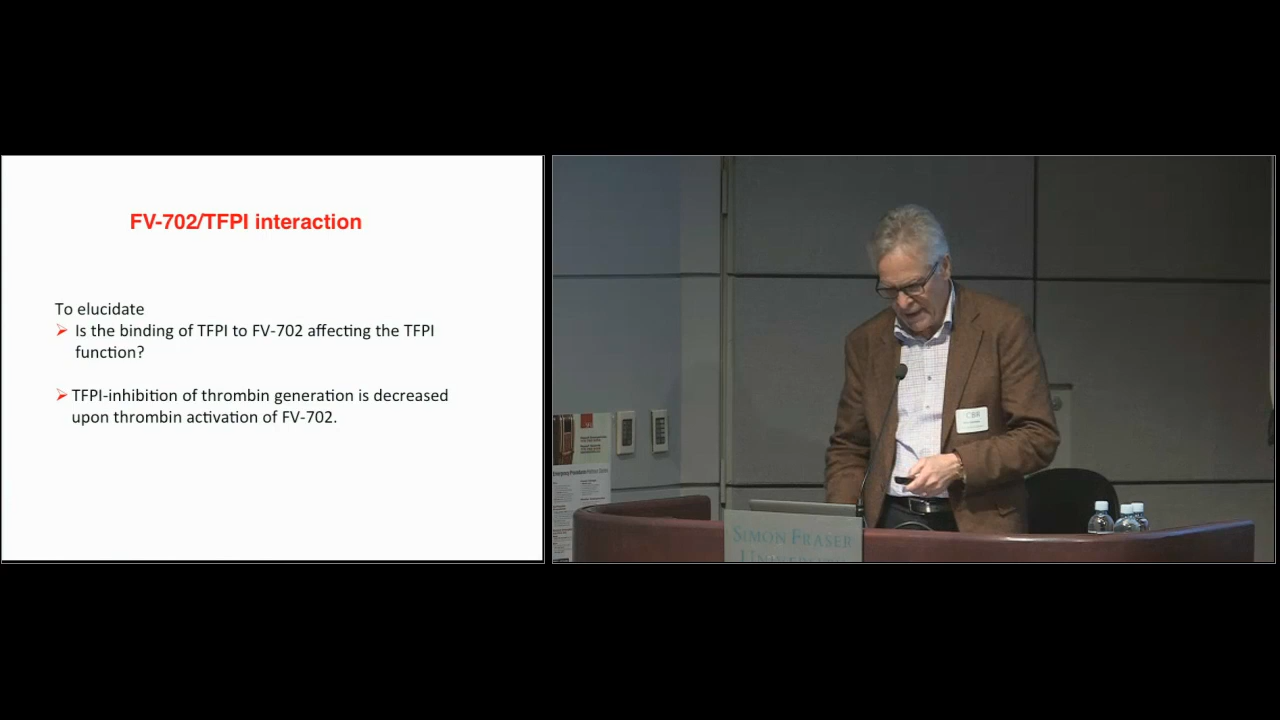 FV-702/TFPI interaction
To elucidate
➢ Is the binding of TFPI to FV-702 affecting the TFPI
function?
➢ TFPI-inhibition of thrombin generation is decreased
upon thrombin activation of FV-702.
SIMON FRASER
UNIVERSITY